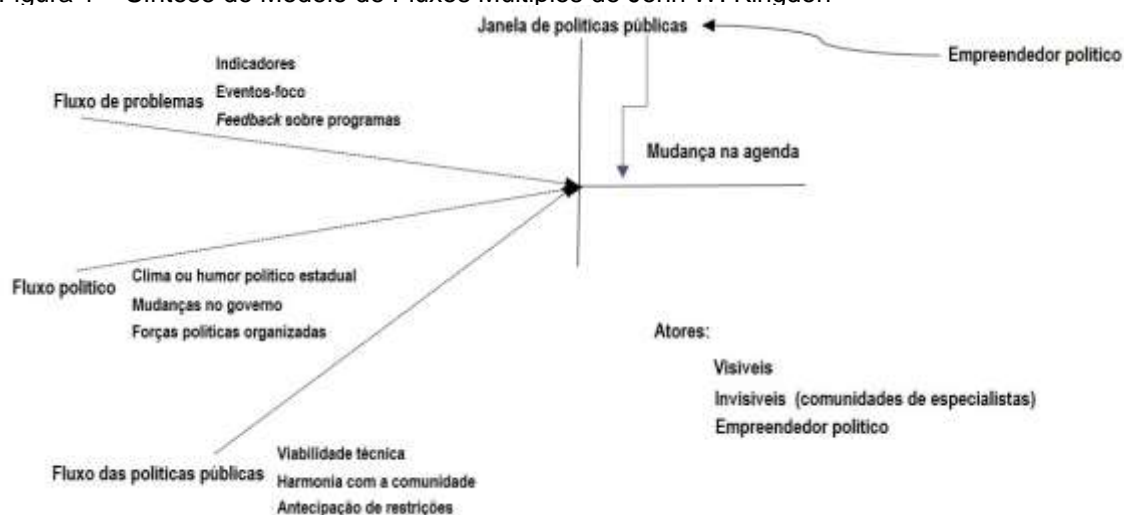 Janela de políticas públicas
Empreendedor político
Indicadores
Fluxo de problemas
Eventos-foco
Feedback sobre programas
Mudança na agenda
Fluxo político
Clima ou humor político estadual
Mudanças no governo
Forças políticas organizadas
Atores:
Visíveis
Invisíveis (comunidades de especialistas)
Empreendedor político
Fluxo das políticas públicas
Viabilidade técnica
Harmonia com a comunidade
Antecipação de restrições